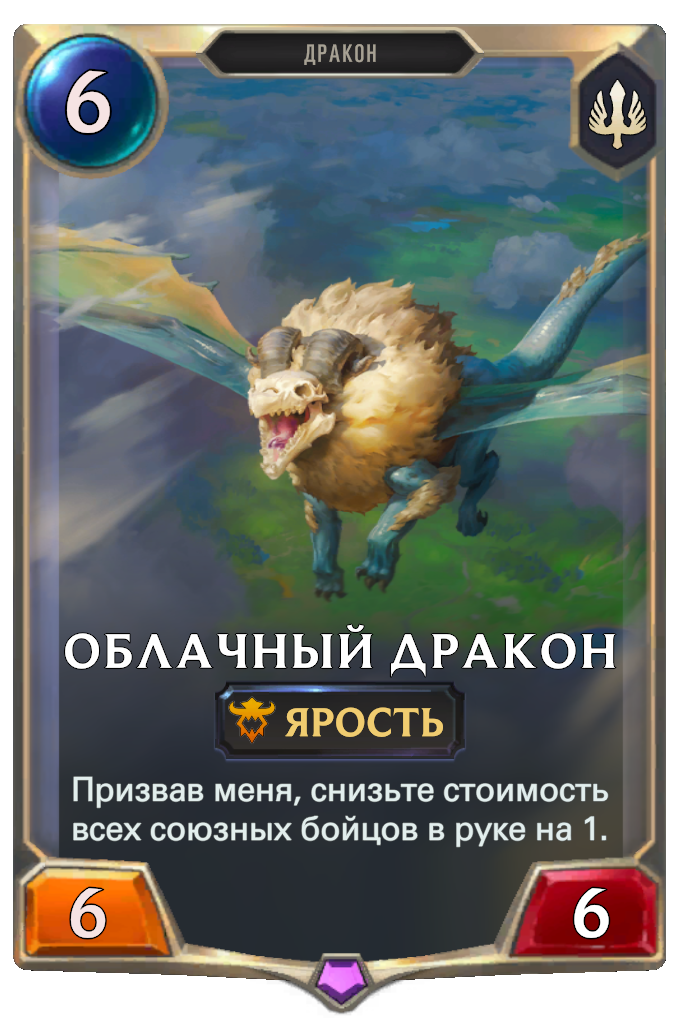 ДРАКОН
6
ОБЛАЧНЫЙ ДРАКОН
ЯРОСТЬ
Призвав меня, снизьте стоимость
всех союзных бойцов в руке на 1.
6
6